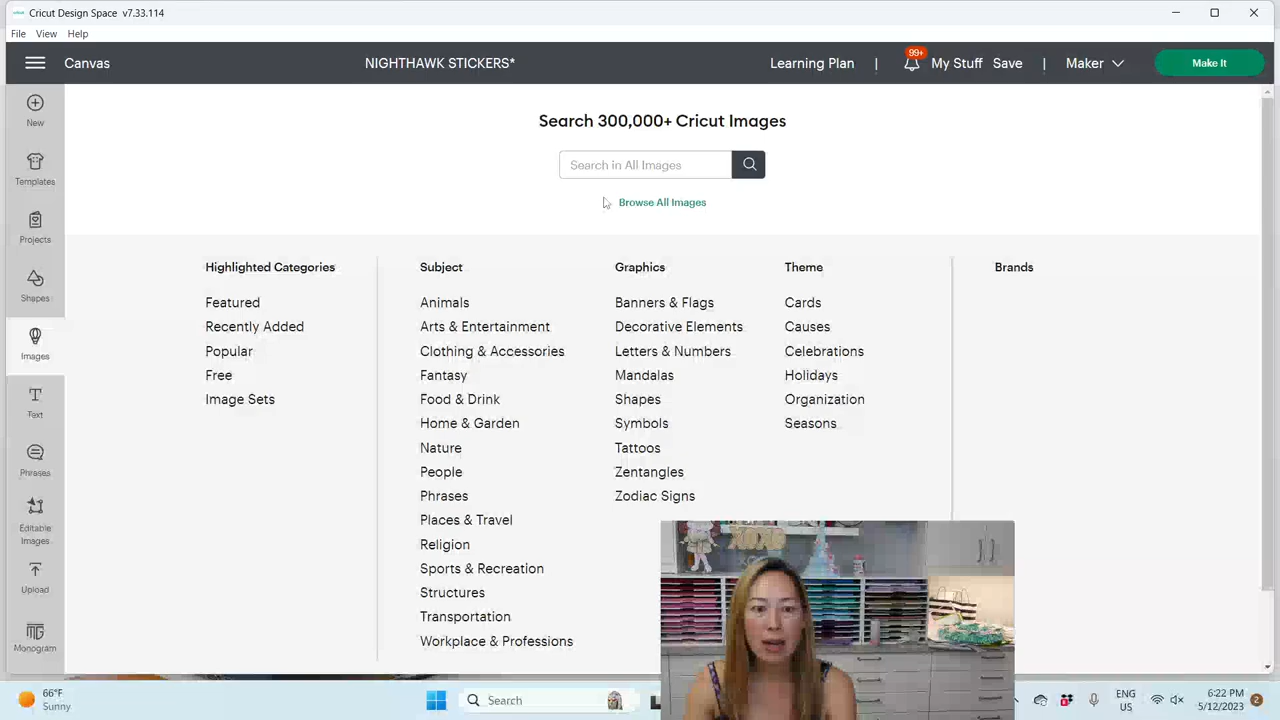 Cricut Design Space v7.33.114
File View Help
Canvas
NIGHTHAWK STICKERS*
Learning Plan | 99+ My Stuff Save | Maker Make It
New
Templates
Projects
Shapes
Images
Text
Phrases
Editable
Images
Upload
Monogram
Search 300,000+ Cricut Images
Search in All Images
Browse All Images
Highlighted Categories
Featured
Recently Added
Popular
Free
Image Sets
Subject
Animals
Arts & Entertainment
Clothing & Accessories
Fantasy
Food & Drink
Home & Garden
Nature
People
Phrases
Places & Travel
Religion
Sports & Recreation
Structures
Transportation
Workplace & Professions
Graphics
Banners & Flags
Decorative Elements
Letters & Numbers
Mandalas
Shapes
Symbols
Tattoos
Zentangles
Zodiac Signs
Theme
Cards
Causes
Celebrations
Holidays
Organization
Seasons
Brands
XOXO
66°F
Sunny
Search
ENG
US
6:22 PM
5/12/2023
2